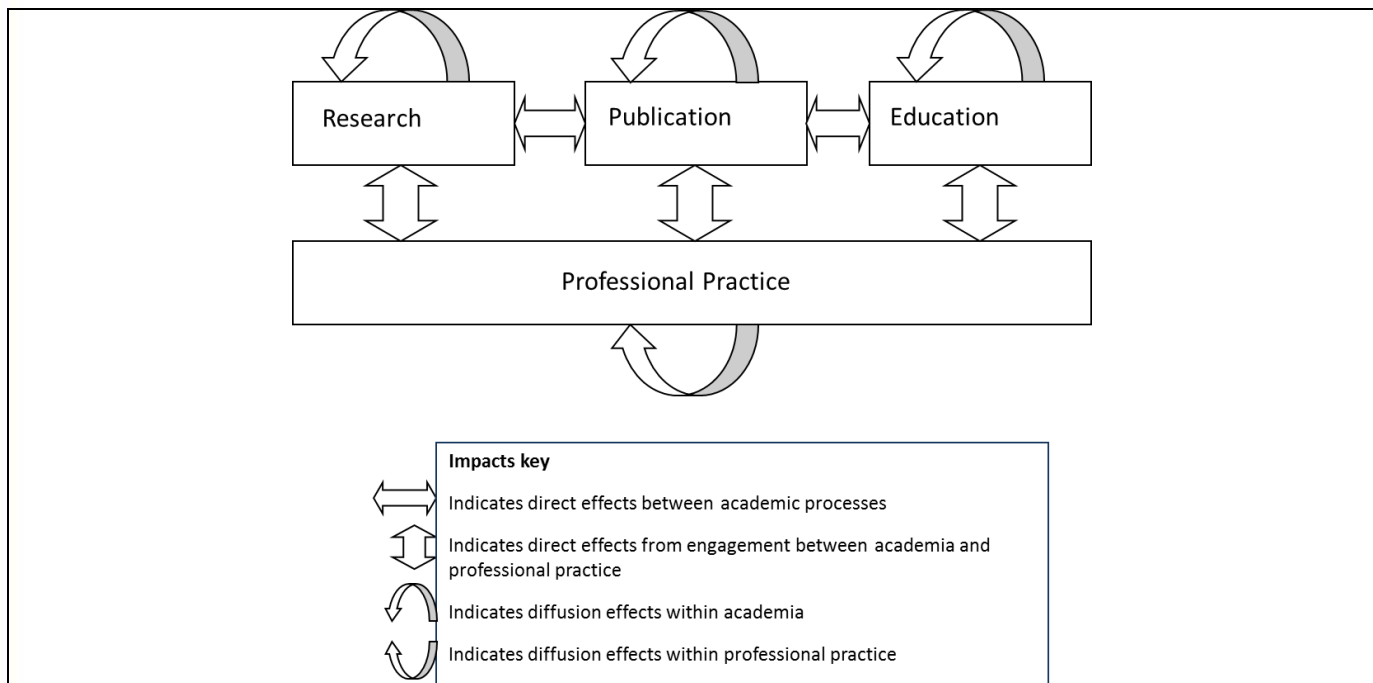 Research
Publication
Education
Professional Practice
Impacts key
Indicates direct effects between academic processes
Indicates direct effects from engagement between academia and
professional practice
Indicates diffusion effects within academia
Indicates diffusion effects within professional practice